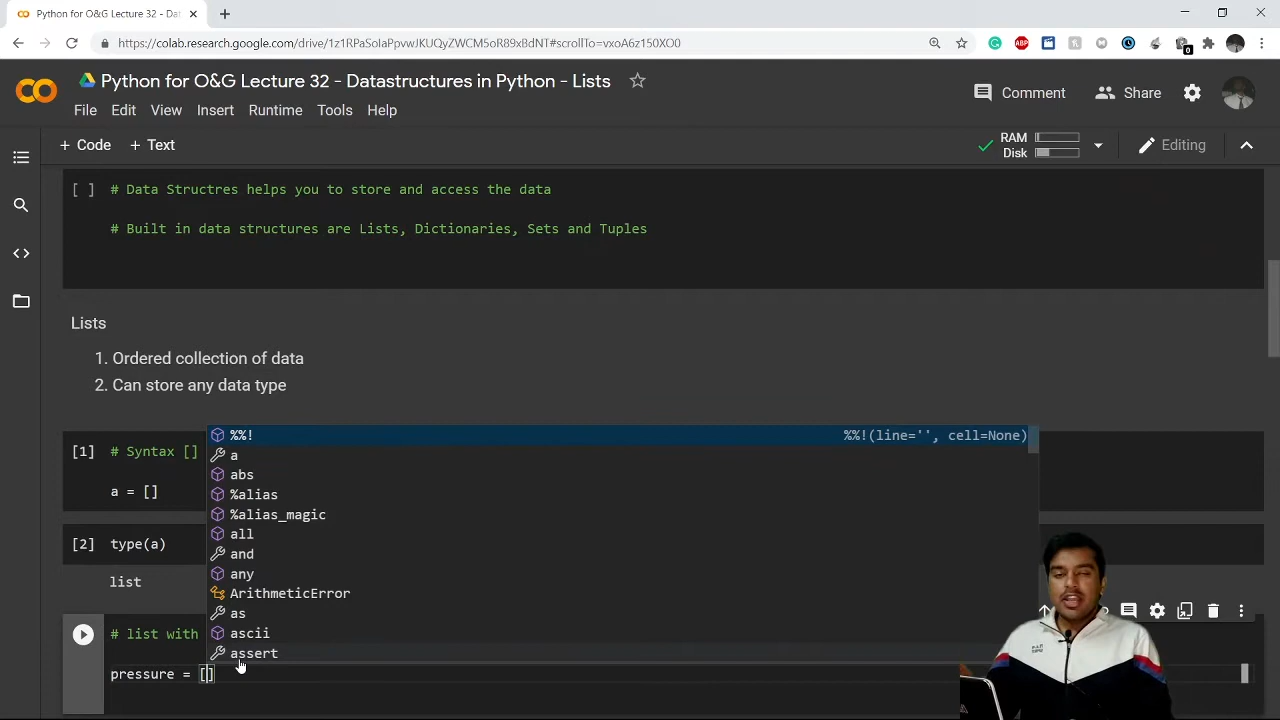 Python for O&G Lecture 32 - Data
https://colab.research.google.com/drive/1z1RPaSolaPpvwJKUQyZWCM5oR89xBdNT#scrollTo=vxoA6z150XO0
Python for O&G Lecture 32 - Datastructures in Python - Lists
Comment
Share
File Edit View Insert Runtime Tools Help
+ Code + Text
RAM
Disk
Editing
[ ] # Data Structres helps you to store and access the data
# Built in data structures are Lists, Dictionaries, Sets and Tuples
Lists
1. Ordered collection of data
2. Can store any data type
%%! %%!(line='', cell=None)
[1] # Syntax []
a
abs
a = []
%alias
%alias_magic
all
[2] type(a)
and
any
list
ArithmeticError
as
# list with
ascii
assert
pressure = []